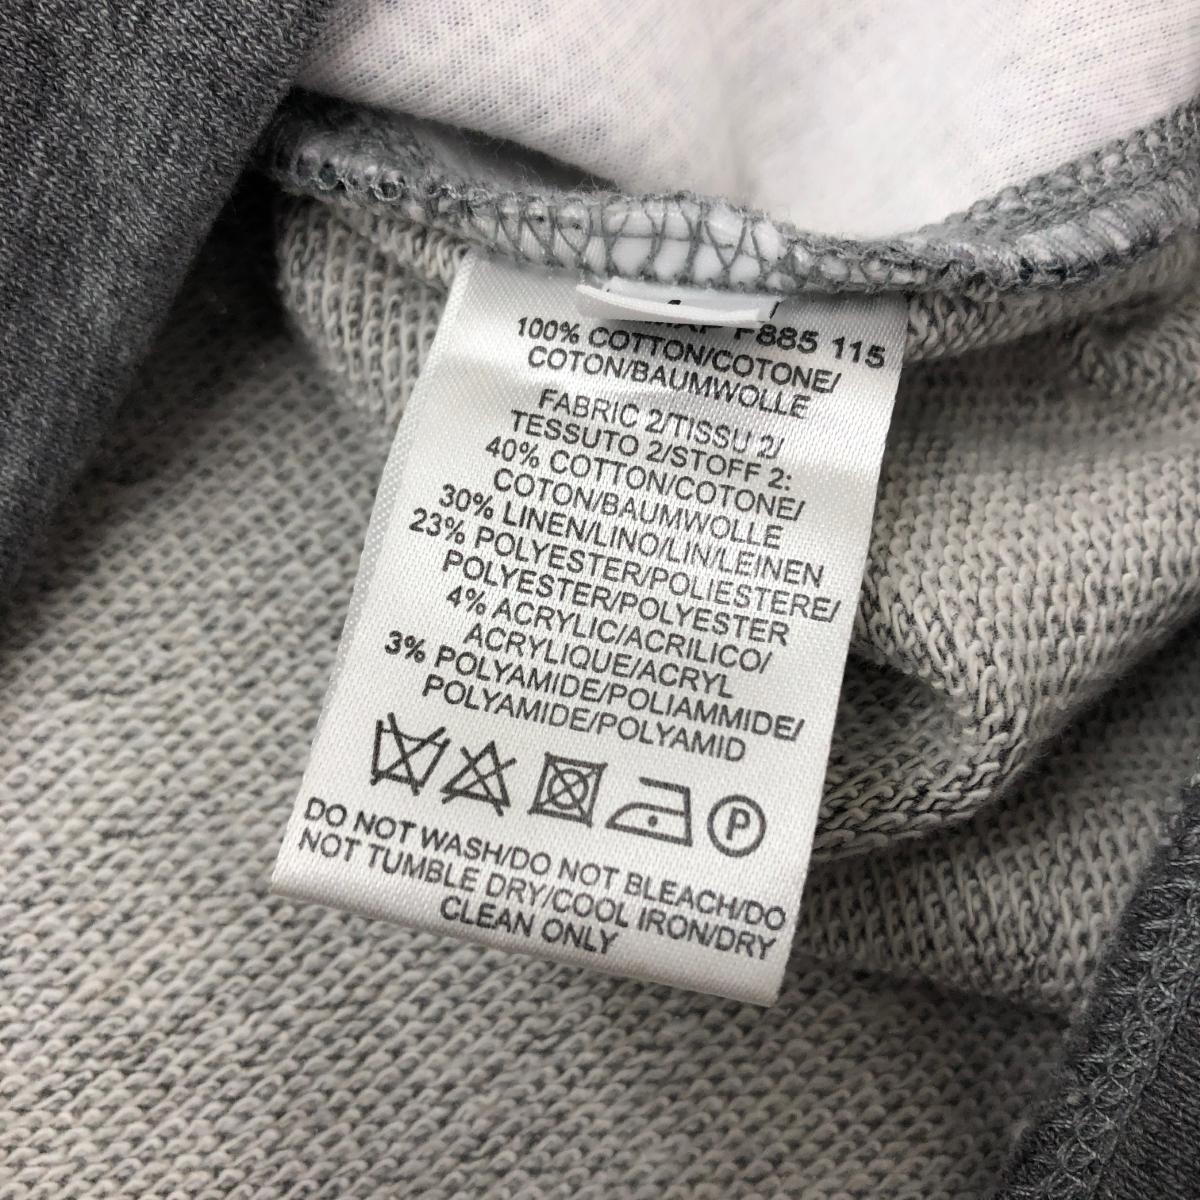 F885 115
100% COTTON/COTONE/
COTON/BAUMWOLLE
FABRIC 2/TISSU 2/
TESSUTO 2/STOFF 2:
40% COTTON/COTONE/
COTON/BAUMWOLLE
30% LINEN/LINO/LIN/LEINEN
23% POLYESTER/POLIESTERE/
POLYESTER/POLYESTER
4% ACRYLIC/ACRILICO/
ACRYLIQUE/ACRYL
3% POLYAMIDE/POLIAMMIDE/
POLYAMIDE/POLYAMID
P
DO NOT WASH/DO NOT BLEACH/DO
NOT TUMBLE DRY/COOL IRON/DRY
CLEAN ONLY